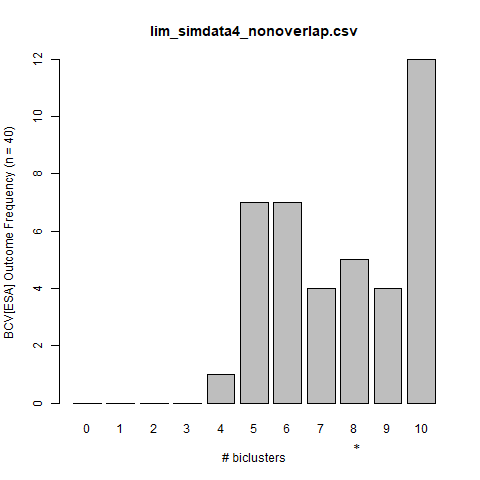 lim_simdata4_nonoverlap.csv
BCV[ESA] Outcome Frequency (n = 40)
12
10
8
6
4
2
0
0 1 2 3 4 5 6 7 8 9 10
*
# biclusters